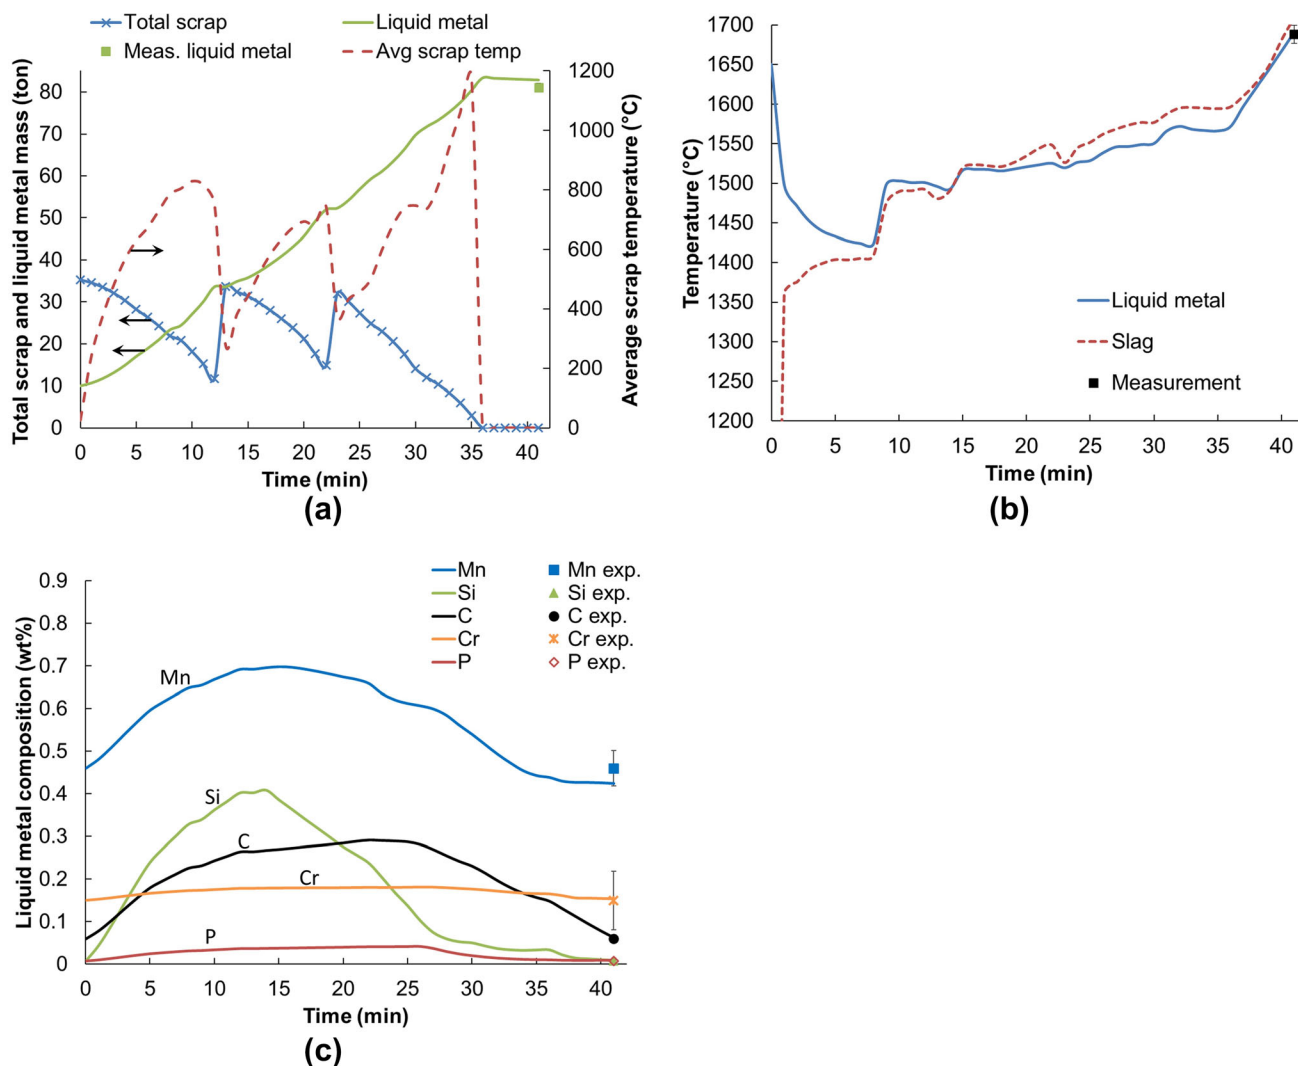 Total scrap
Liquid metal
Meas. liquid metal
Avg scrap temp
Total scrap and liquid metal mass (ton)
80
70
60
50
40
30
20
10
0
1200
1000
800
600
400
200
0
Average scrap temperature (°C)
0 5 10 15 20 25 30 35 40
Time (min)
(a)
Temperature (°C)
1700
1650
1600
1550
1500
1450
1400
1350
1300
1250
1200
Liquid metal
Slag
Measurement
0 5 10 15 20 25 30 35 40
Time (min)
(b)
Liquid metal composition (wt%)
0.9
0.8
0.7
0.6
0.5
0.4
0.3
0.2
0.1
0
Mn
Mn exp.
Si
Si exp.
C
C exp.
Cr
Cr exp.
P
P exp.
Mn
Si
C
Cr
P
0 5 10 15 20 25 30 35 40
Time (min)
(c)